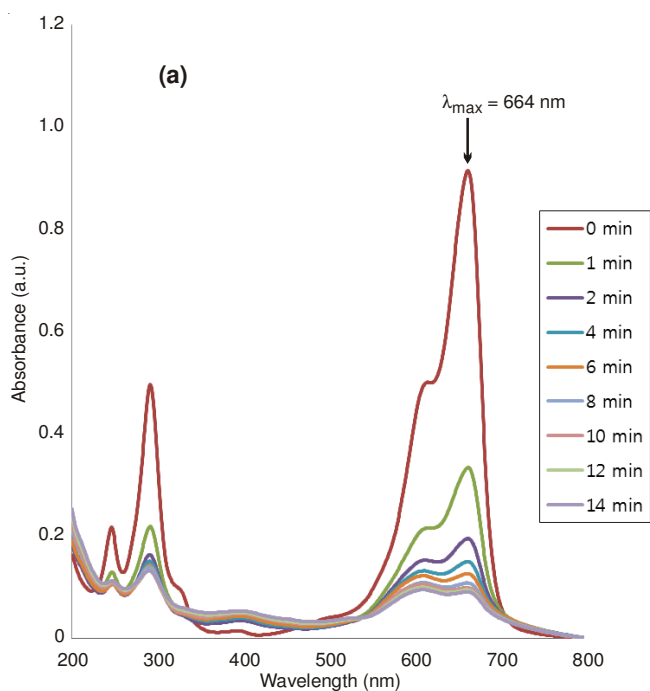 1.2
(a)
λmax = 664 nm
1.0
0.8
0.6
0.4
0.2
0
Absorbance (a.u.)
200 300 400 500 600 700 800
Wavelength (nm)
0 min
1 min
2 min
4 min
6 min
8 min
10 min
12 min
14 min